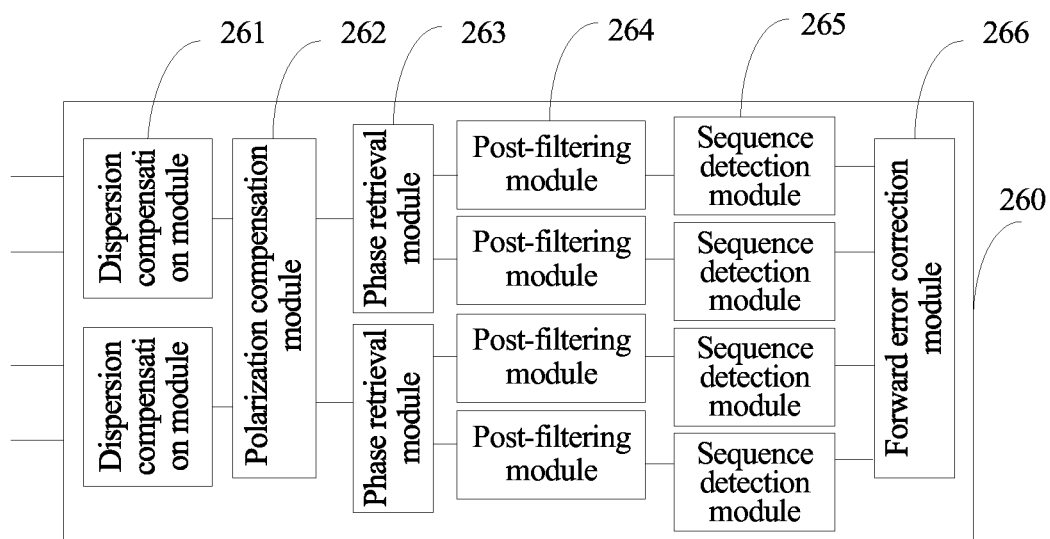 261
262
263
264
265
266
260
Dispersion
compensati
on module
Dispersion
compensati
on module
Polarization compensation
module
Phase retrieval
module
Phase retrieval
module
Post-filtering
module
Post-filtering
module
Post-filtering
module
Post-filtering
module
Sequence
detection
module
Sequence
detection
module
Sequence
detection
module
Sequence
detection
module
Forward error correction
module